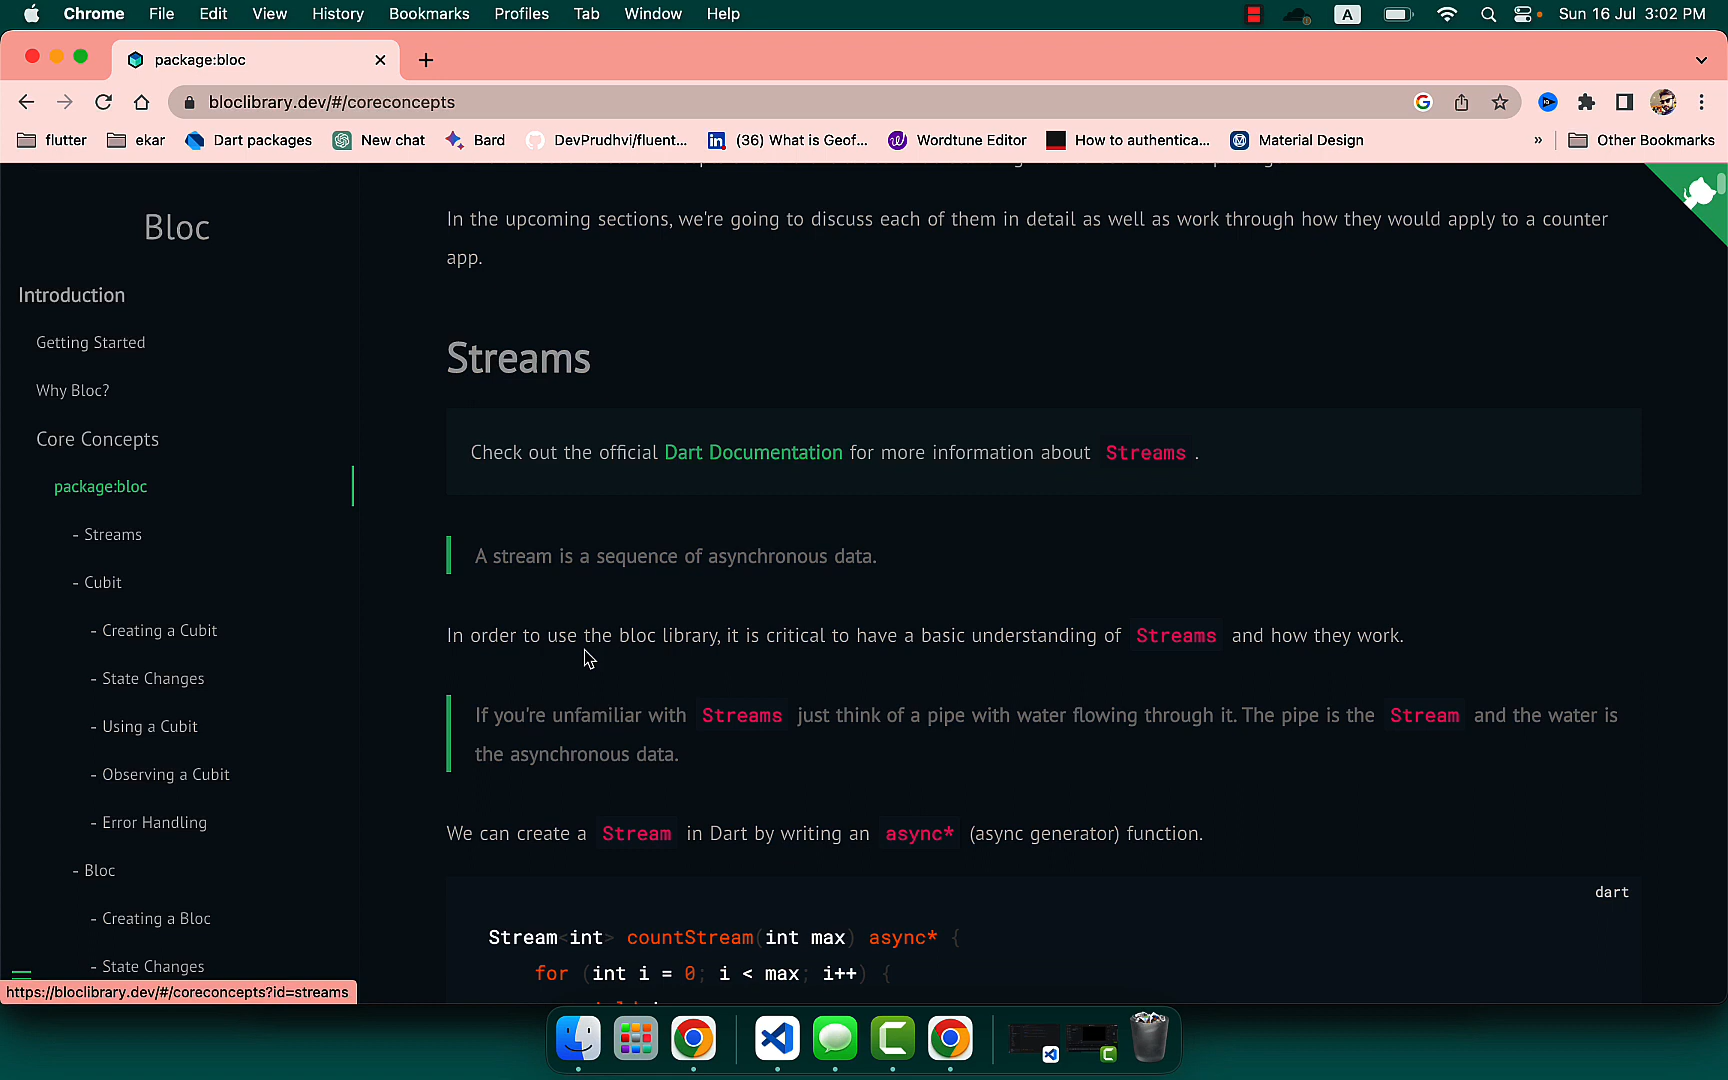 Chrome File Edit View History Bookmarks Profiles Tab Window Help A Sun 16 Jul 3:02 PM
package:bloc
bloclibrary.dev/#/coreconcepts
flutter ekar Dart packages New chat Bard DevPrudhvi/fluent... (36) What is Geof... Wordtune Editor How to authentica... Material Design » Other Bookmarks
In the upcoming sections, we're going to discuss each of them in detail as well as work through how they would apply to a counter
app.
Bloc
Introduction
Getting Started
Why Bloc?
Core Concepts
package:bloc
- Streams
- Cubit
- Creating a Cubit
- State Changes
- Using a Cubit
- Observing a Cubit
- Error Handling
- Bloc
- Creating a Bloc
- State Changes
https://bloclibrary.dev/#/coreconcepts?id=streams
Streams
Check out the official Dart Documentation for more information about Streams .
A stream is a sequence of asynchronous data.
In order to use the bloc library, it is critical to have a basic understanding of Streams and how they work.
If you're unfamiliar with Streams just think of a pipe with water flowing through it. The pipe is the Stream and the water is
the asynchronous data.
We can create a Stream in Dart by writing an async* (async generator) function.
dart
Stream<int> countStream(int max) async* {
for (int i = 0; i < max; i++) {